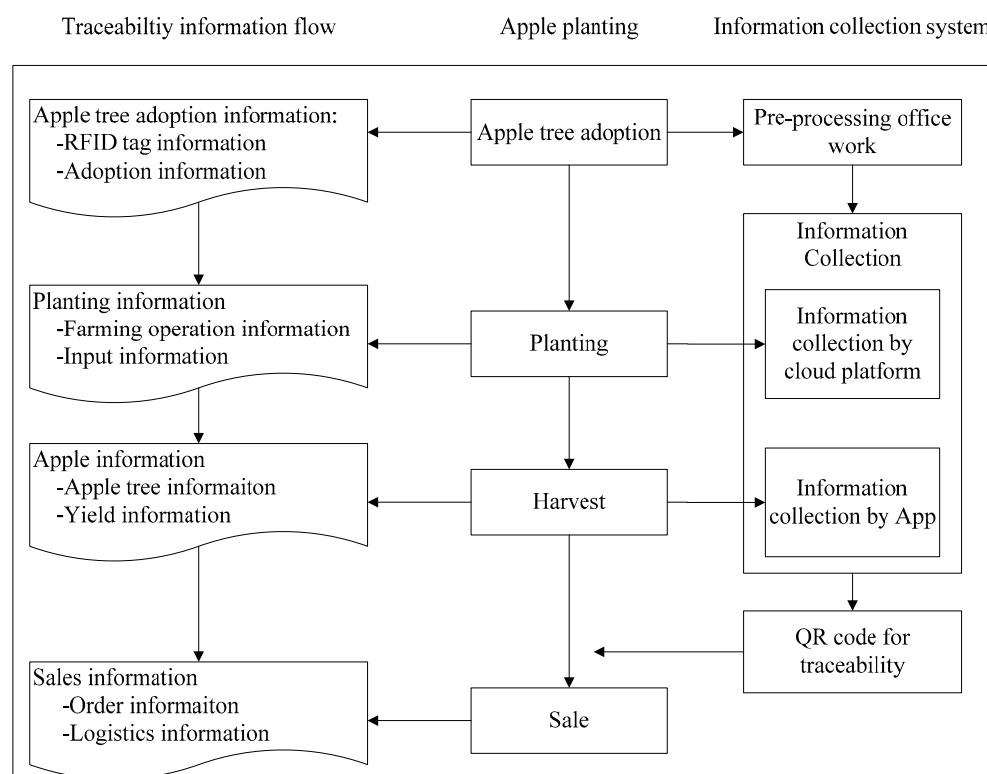 Traceabiltiy information flow
Apple planting
Information collection system
Apple tree adoption information:
-RFID tag information
-Adoption information
Apple tree adoption
Pre-processing office
work
Information
Collection
Planting information
-Farming operation information
-Input information
Planting
Information
collection by
cloud platform
Apple information
-Apple tree informaiton
-Yield information
Harvest
Information
collection by App
QR code for
traceability
Sales information
-Order informaiton
-Logistics information
Sale